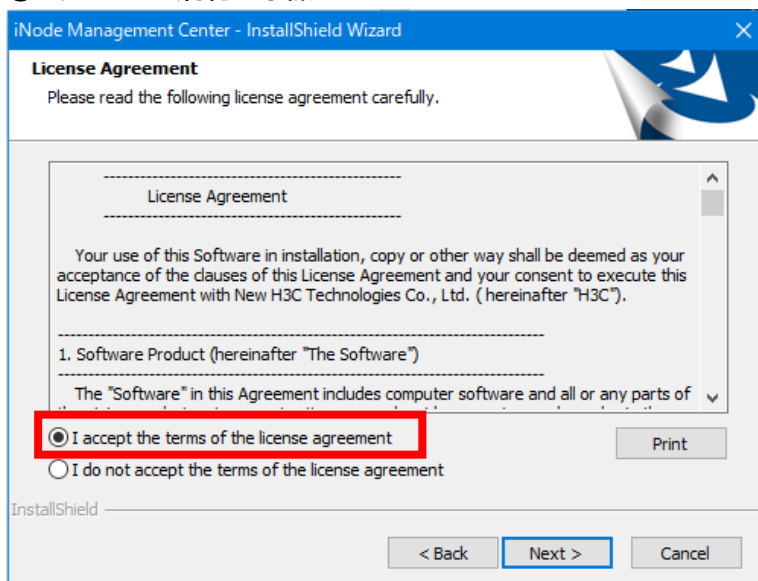 iNode Management Center - InstallShield Wizard
License Agreement
Please read the following license agreement carefully.
--------------------------------------------------
License Agreement
--------------------------------------------------
Your use of this Software in installation, copy or other way shall be deemed as your
acceptance of the clauses of this License Agreement and your consent to execute this
License Agreement with New H3C Technologies Co., Ltd. ( hereinafter "H3C").
--------------------------------------------------------------------------------
1. Software Product (hereinafter "The Software")
--------------------------------------------------------------------------------
The "Software" in this Agreement includes computer software and all or any parts of
I accept the terms of the license agreement
Print
I do not accept the terms of the license agreement
InstallShield
< Back
Next >
Cancel